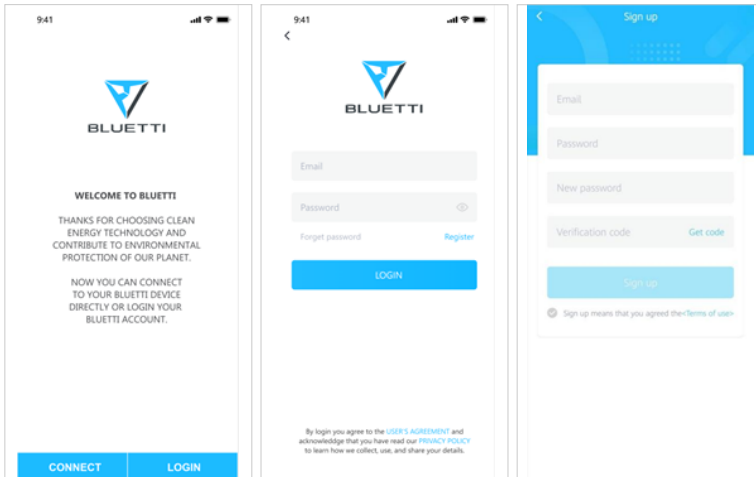 9:41
BLUETTI
WELCOME TO BLUETTI
THANKS FOR CHOOSING CLEAN
ENERGY TECHNOLOGY AND
CONTRIBUTE TO ENVIRONMENTAL
PROTECTION OF OUR PLANET.
NOW YOU CAN CONNECT
TO YOUR BLUETTI DEVICE
DIRECTLY OR LOGIN YOUR
BLUETTI ACCOUNT.
CONNECT LOGIN
9:41
BLUETTI
Email
Password
Forget password Register
LOGIN
By login you agree to the USER'S AGREEMENT and
acknowleddge that you have read our PRIVACY POLICY
to learn how we collect, use, and share your details.
Sign up
Email
Password
New password
Verification code Get code
Sign up
Sign up means that you agreed the<Terms of use>